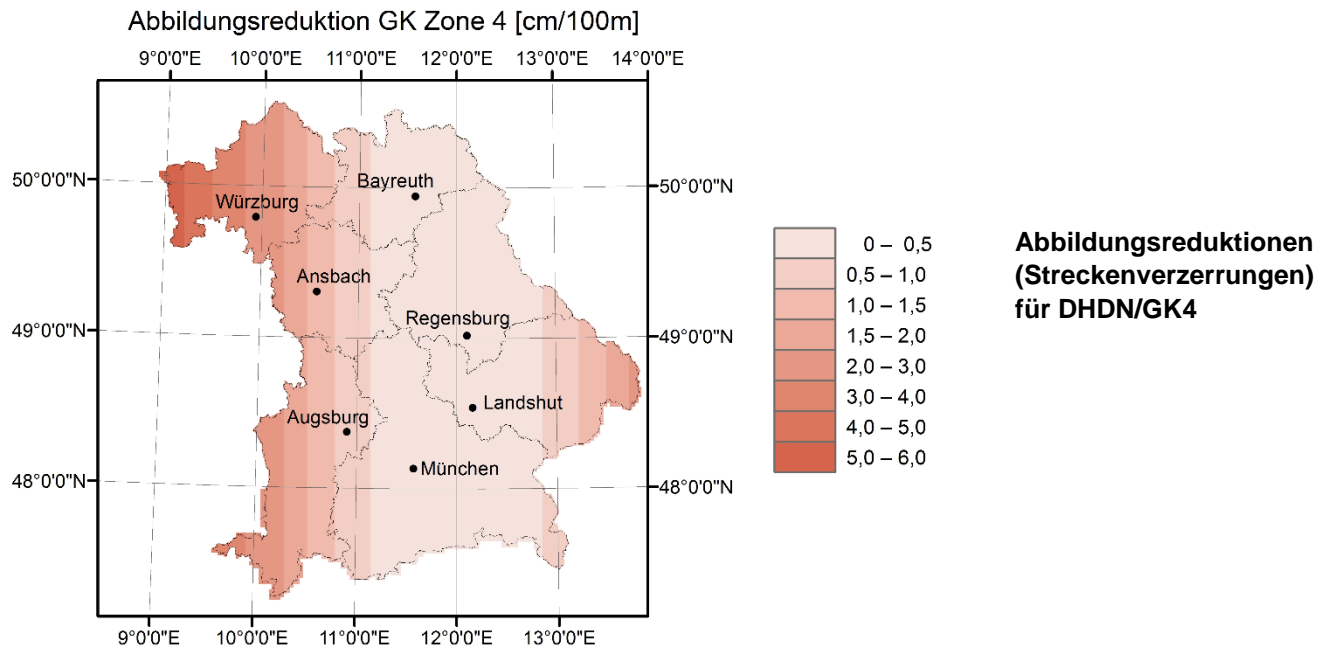 Abbildungsreduktion GK Zone 4 [cm/100m]
9°0'0"E 10°0'0"E 11°0'0"E 12°0'0"E 13°0'0"E 14°0'0"E
50°0'0"N
50°0'0"N
Bayreuth
Würzburg
Ansbach
49°0'0"N
49°0'0"N
Regensburg
Landshut
Augsburg
München
48°0'0"N
48°0'0"N
9°0'0"E 10°0'0"E 11°0'0"E 12°0'0"E 13°0'0"E
0 – 0,5
0,5 – 1,0
1,0 – 1,5
1,5 – 2,0
2,0 – 3,0
3,0 – 4,0
4,0 – 5,0
5,0 – 6,0
Abbildungsreduktionen
(Streckenverzerrungen)
für DHDN/GK4